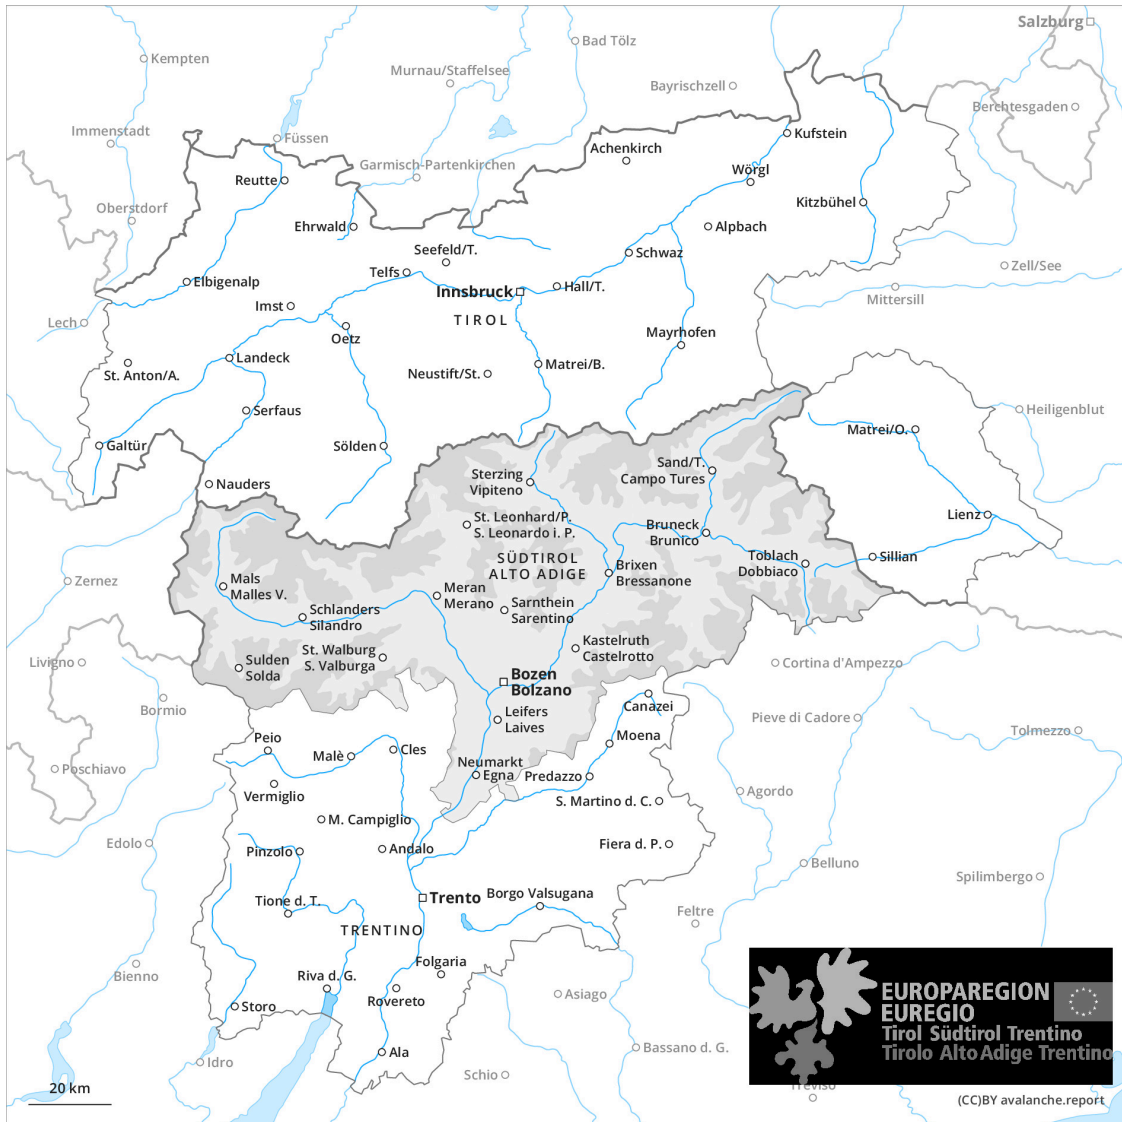 Salzburg
Bad Tölz
Kempten
Murnau/Staffelsee
Bayrischzell
Berchtesgaden
Immenstadt
Füssen
Kufstein
Achenkirch
Garmisch-Partenkirchen
Wörgl
Reutte
Oberstdorf
Kitzbühel
Ehrwald
Alpbach
Seefeld/T.
Schwaz
Zell/See
Telfs
Elbigenalp
Hall/T.
Innsbruck
Mittersill
Imst
Lech
TIROL
Oetz
Mayrhofen
Landeck
Matrei/B.
St. Anton/A.
Neustift/St.
Serfaus
Heiligenblut
Matrei/O.
Galtür
Sölden
Sand/T.
Campo Tures
Sterzing
Vipiteno
Nauders
St. Leonhard/P.
S. Leonardo i. P.
Lienz
Bruneck
Brunico
SÜDTIROL
ALTO ADIGE
Toblach
Dobbiaco
Sillian
Brixen
Bressanone
Zernez
Mals
Malles V.
Meran
Merano
Sarnthein
Sarentino
Schlanders
Silandro
Kastelruth
Castelrotto
St. Walburg
S. Valburga
Livigno
Sulden
Solda
Cortina d'Ampezzo
Bozen
Bolzano
Bormio
Canazei
Leifers
Laives
Pieve di Cadore
Tolmezzo
Moena
Peio
Malè
Cles
Neumarkt
Egna
Poschiavo
Predazzo
Vermiglio
Agordo
S. Martino d. C.
M. Campiglio
Edolo
Fiera d. P.
Pinzolo
Andalo
Belluno
Spilimbergo
Trento
Borgo Valsugana
Tione d. T.
Feltre
TRENTINO
Folgaria
Bienno
Riva d. G.
Rovereto
Asiago
Storo
EUROPAREGION
EUREGIO
Tirol Südtirol Trentino
Tirolo Alto Adige Trentino
Ala
Bassano d. G.
Idro
Schio
Treviso
20 km
(CC)BY avalanche.report